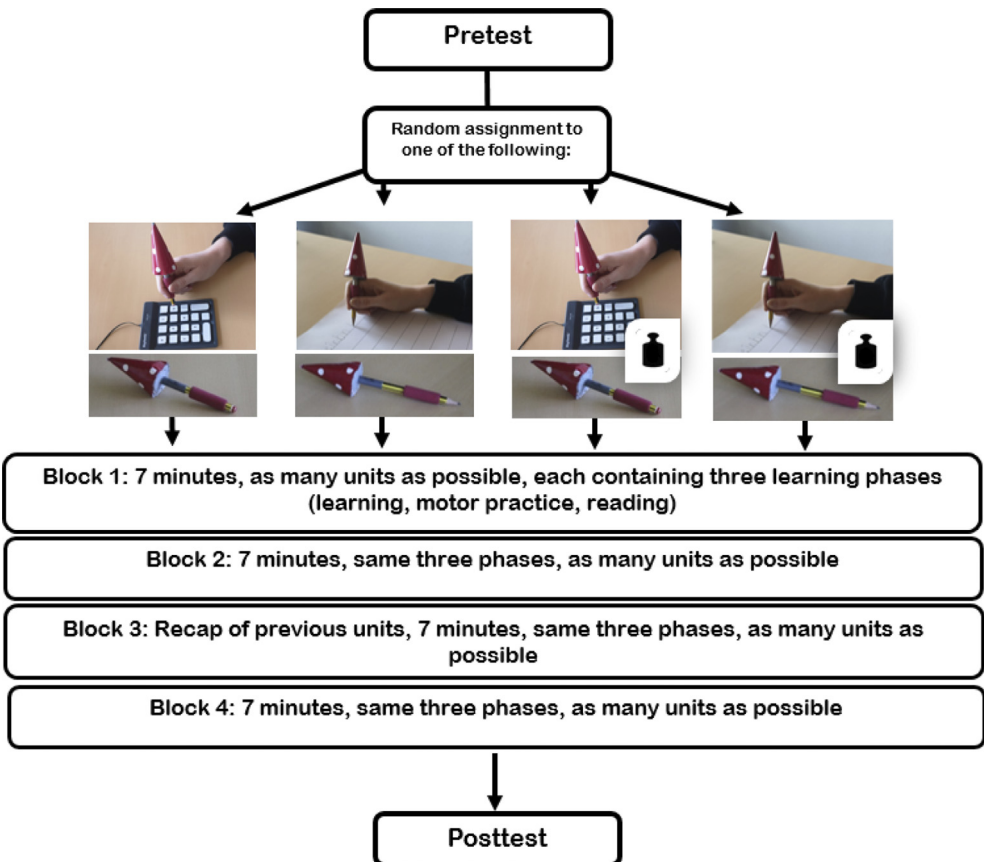 Pretest
Random assignment to
one of the following:
Block 1: 7 minutes, as many units as possible, each containing three learning phases
(learning, motor practice, reading)
Block 2: 7 minutes, same three phases, as many units as possible
Block 3: Recap of previous units, 7 minutes, same three phases, as many units as
possible
Block 4: 7 minutes, same three phases, as many units as possible
Posttest